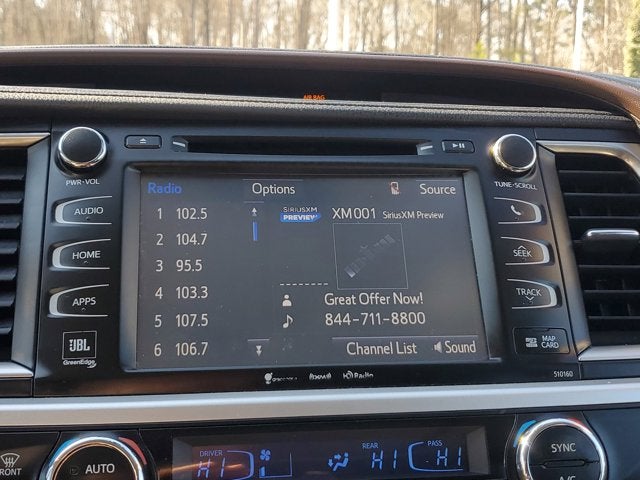 AIR BAG
PWR•VOL
TUNE•SCROLL
AUDIO
HOME
APPS
JBL
GreenEdge
Radio
Options
Source
1 102.5
2 104.7
3 95.5
4 103.3
5 107.5
6 106.7
SIRIUSXM
PREVIEW
XM001 SiriusXM Preview
Great Offer Now!
844-711-8800
Channel List
Sound
SEEK
TRACK
MAP
CARD
HD Radio
510160
FRONT
AUTO
DRIVER
HI
REAR
HI
PASS
HI
SYNC
A/C